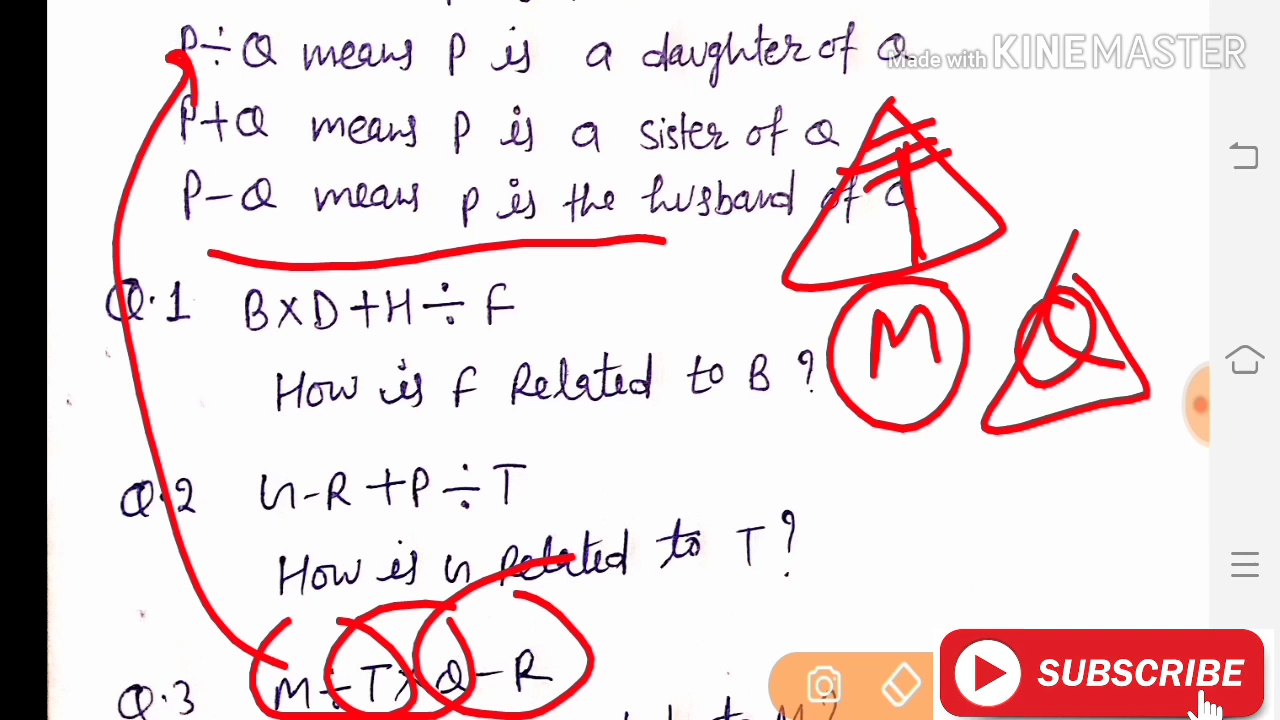 P÷Q means P is a daughter of Q.
Made with KINEMASTER
P+Q means P is a sister of Q
P-Q means P is the husband of Q
Q.1 B×D+H÷F
How is F Related to B?
M
Q.2 U-R+P÷T
How is U Related to T?
Q.3 M÷T×Q-R
to M?
SUBSCRIBE